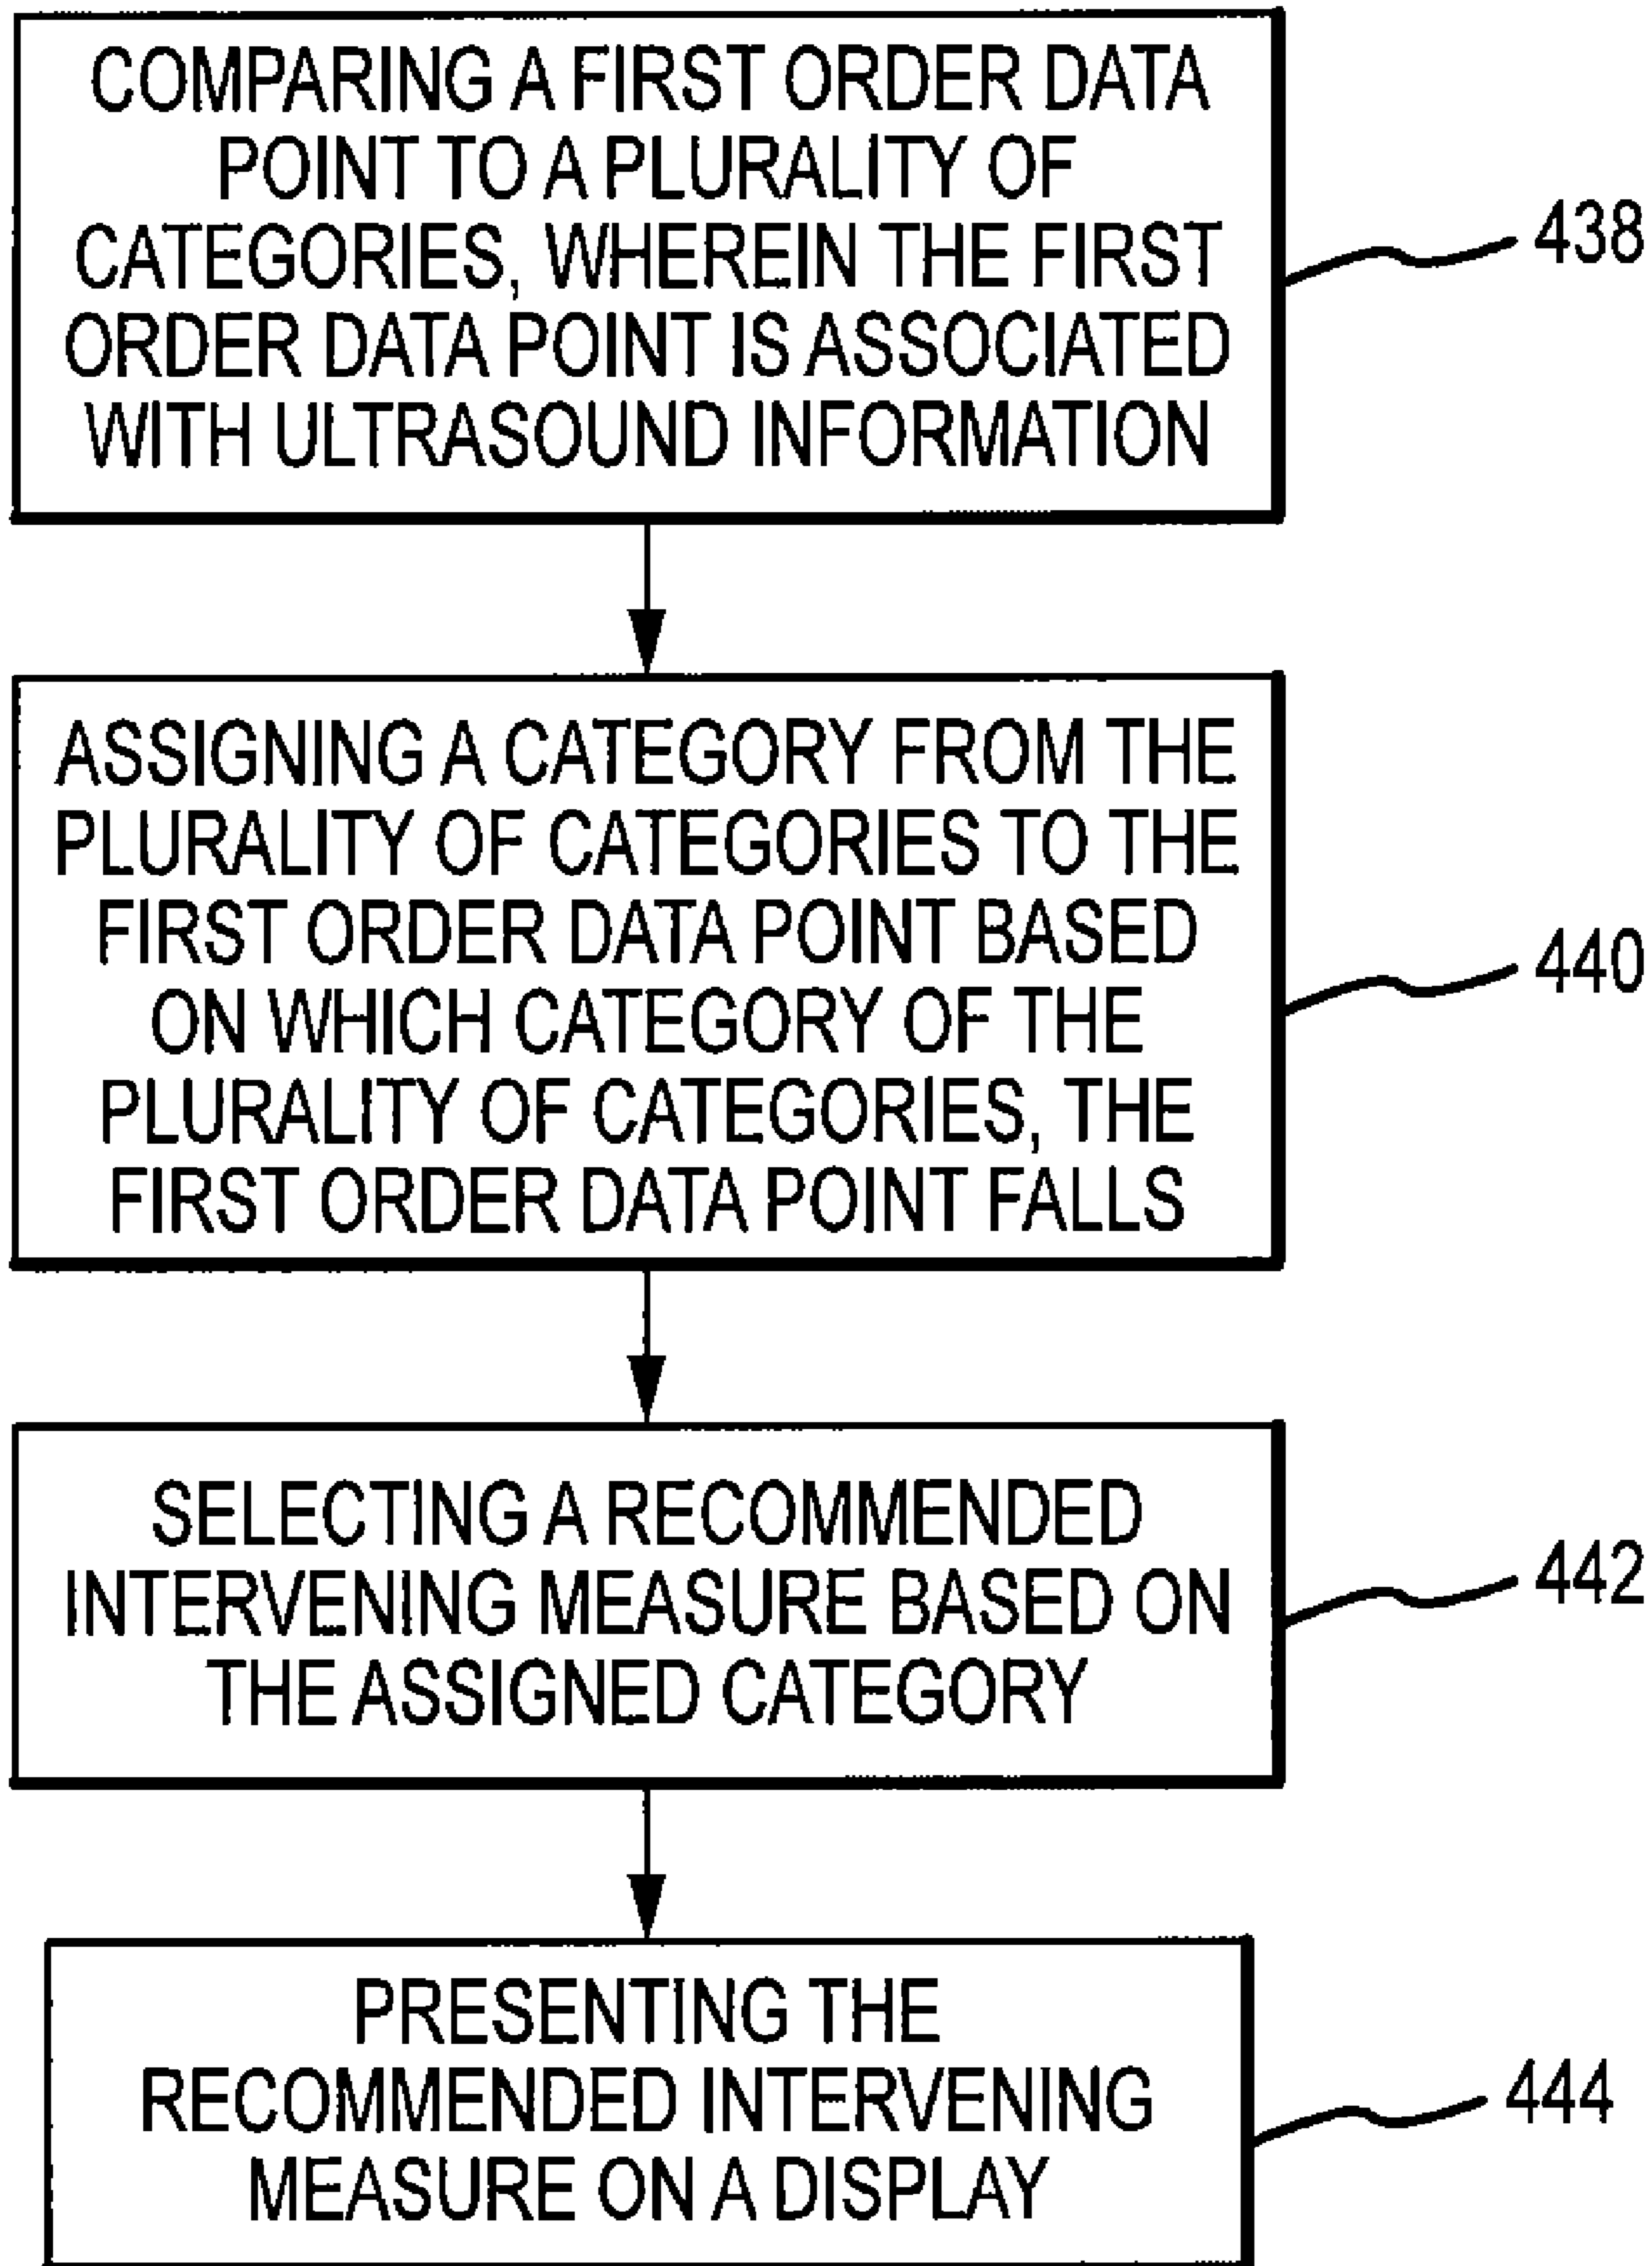 COMPARING A FIRST ORDER DATA
POINT TO A PLURALITY OF
CATEGORIES, WHEREIN THE FIRST
ORDER DATA POINT IS ASSOCIATED
WITH ULTRASOUND INFORMATION
438
ASSIGNING A CATEGORY FROM THE
PLURALITY OF CATEGORIES TO THE
FIRST ORDER DATA POINT BASED
ON WHICH CATEGORY OF THE
PLURALITY OF CATEGORIES, THE
FIRST ORDER DATA POINT FALLS
440
SELECTING A RECOMMENDED
INTERVENING MEASURE BASED ON
THE ASSIGNED CATEGORY
442
PRESENTING THE
RECOMMENDED INTERVENING
MEASURE ON A DISPLAY
444